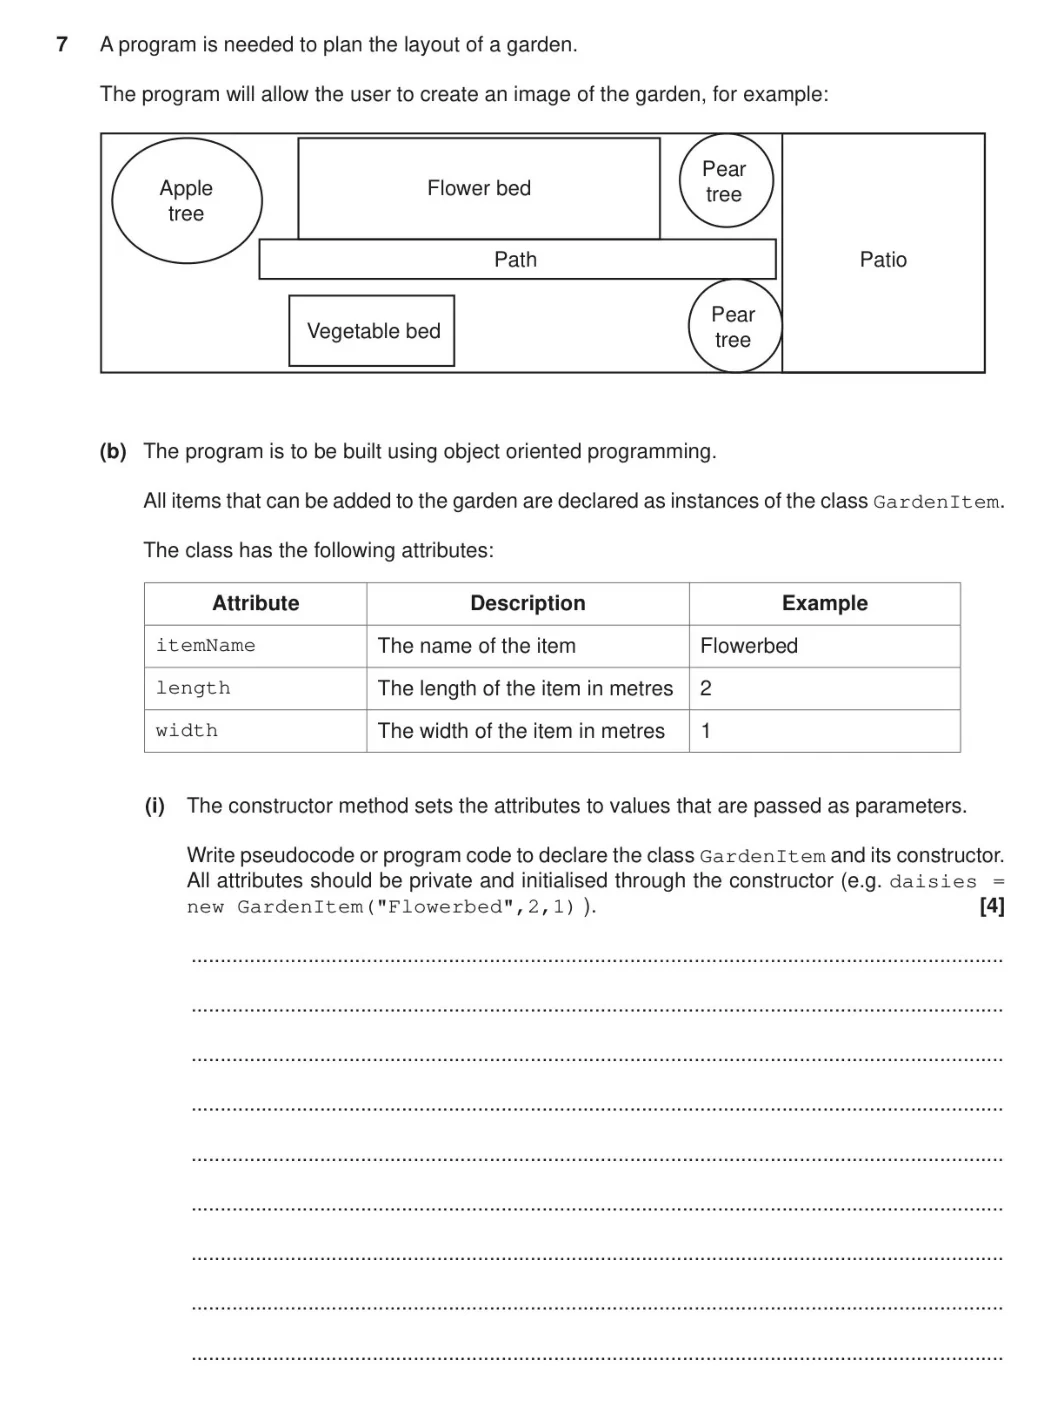 7 A program is needed to plan the layout of a garden.
The program will allow the user to create an image of the garden, for example:
Apple
tree
Flower bed
Pear
tree
Path
Patio
Vegetable bed
Pear
tree
(b) The program is to be built using object oriented programming.
All items that can be added to the garden are declared as instances of the class GardenItem.
The class has the following attributes:
Attribute Description Example
itemName The name of the item Flowerbed
length The length of the item in metres 2
width The width of the item in metres 1
(i) The constructor method sets the attributes to values that are passed as parameters.
Write pseudocode or program code to declare the class GardenItem and its constructor.
All attributes should be private and initialised through the constructor (e.g. daisies =
new GardenItem("Flowerbed",2,1) ). [4]